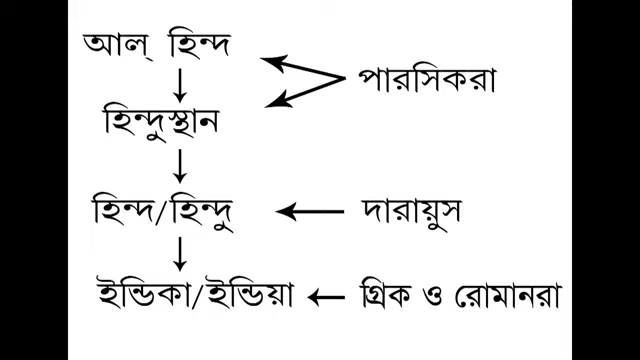 আল্ হিন্দ
পারসিকরা
হিন্দুস্থান
হিন্দ/হিন্দু
দারায়ুস
ইন্ডিকা/ইন্ডিয়া
গ্রিক ও রোমানরা